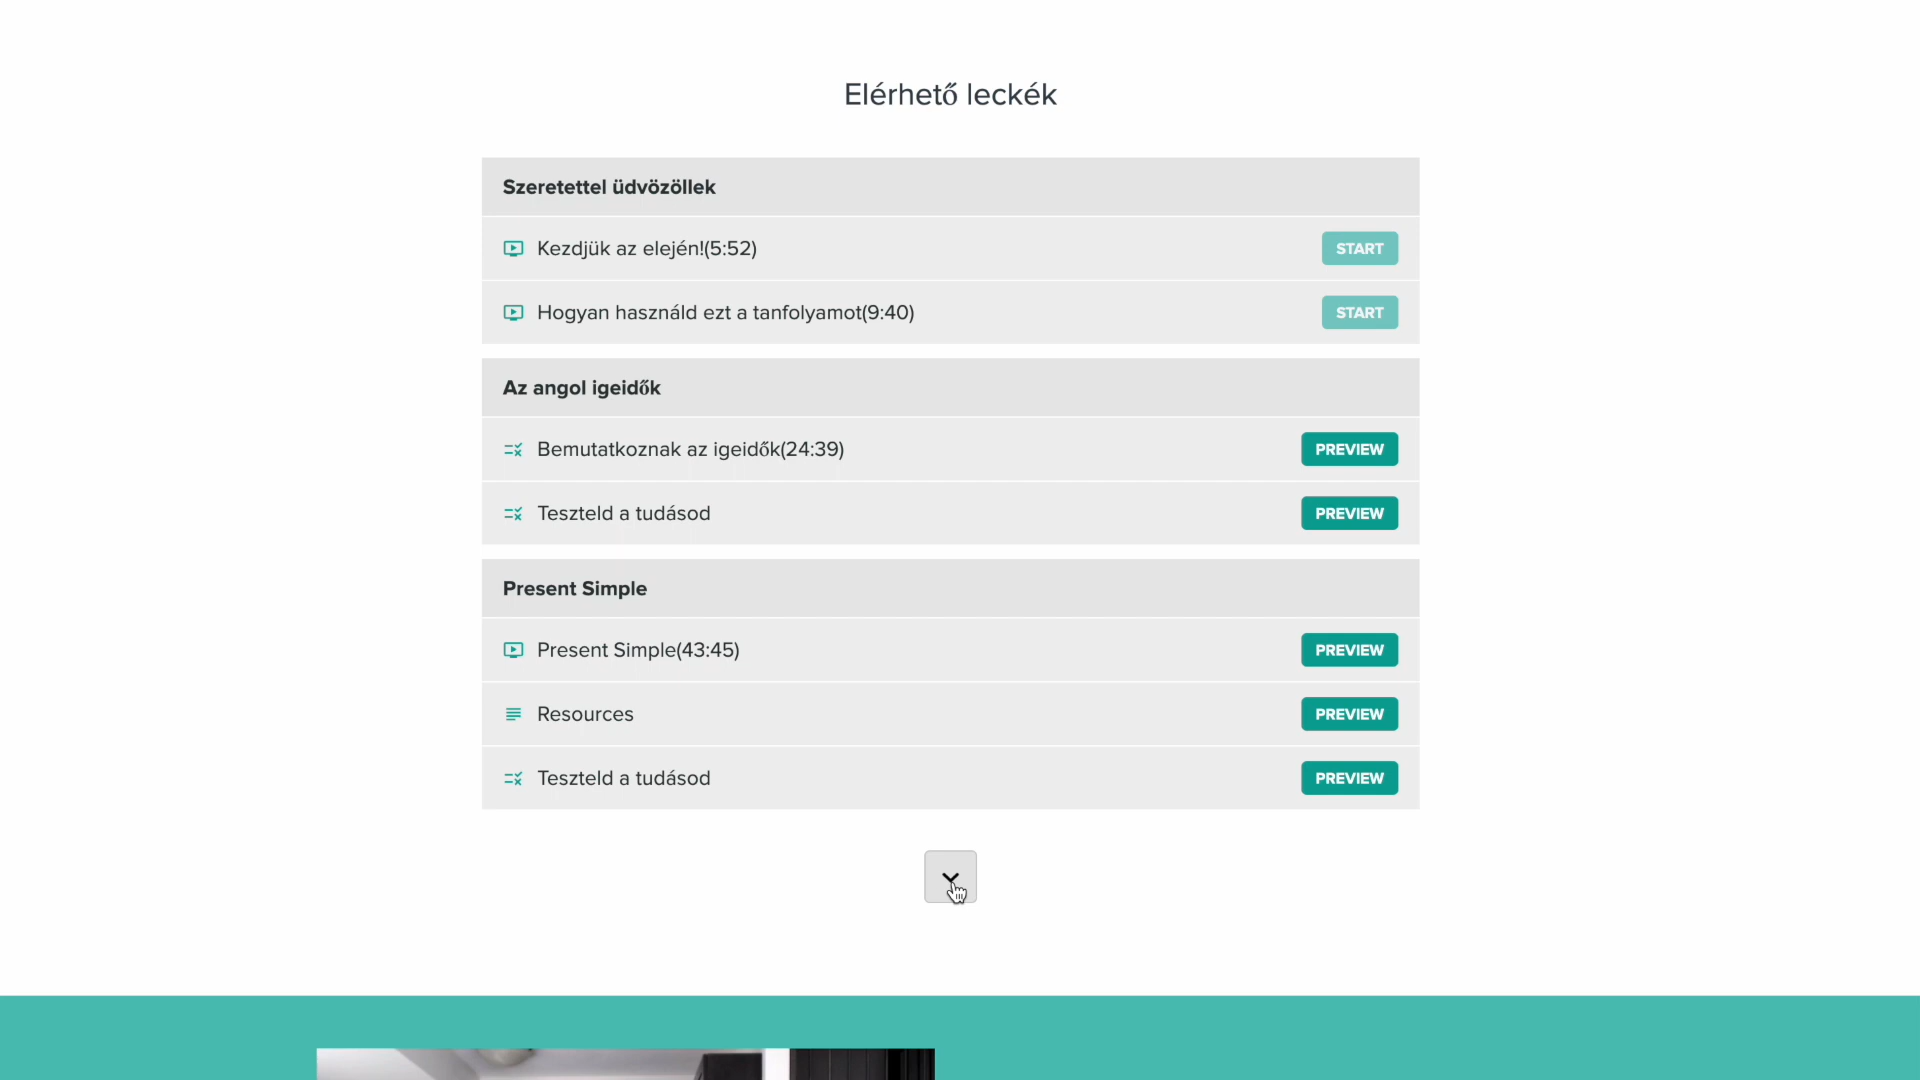 Elérhető leckék
Szeretettel üdvözöllek
Kezdjük az elején!(5:52) START
Hogyan használd ezt a tanfolyamot(9:40) START
Az angol igeidők
Bemutatkoznak az igeidők(24:39) PREVIEW
Teszteld a tudásod PREVIEW
Present Simple
Present Simple(43:45) PREVIEW
Resources PREVIEW
Teszteld a tudásod PREVIEW